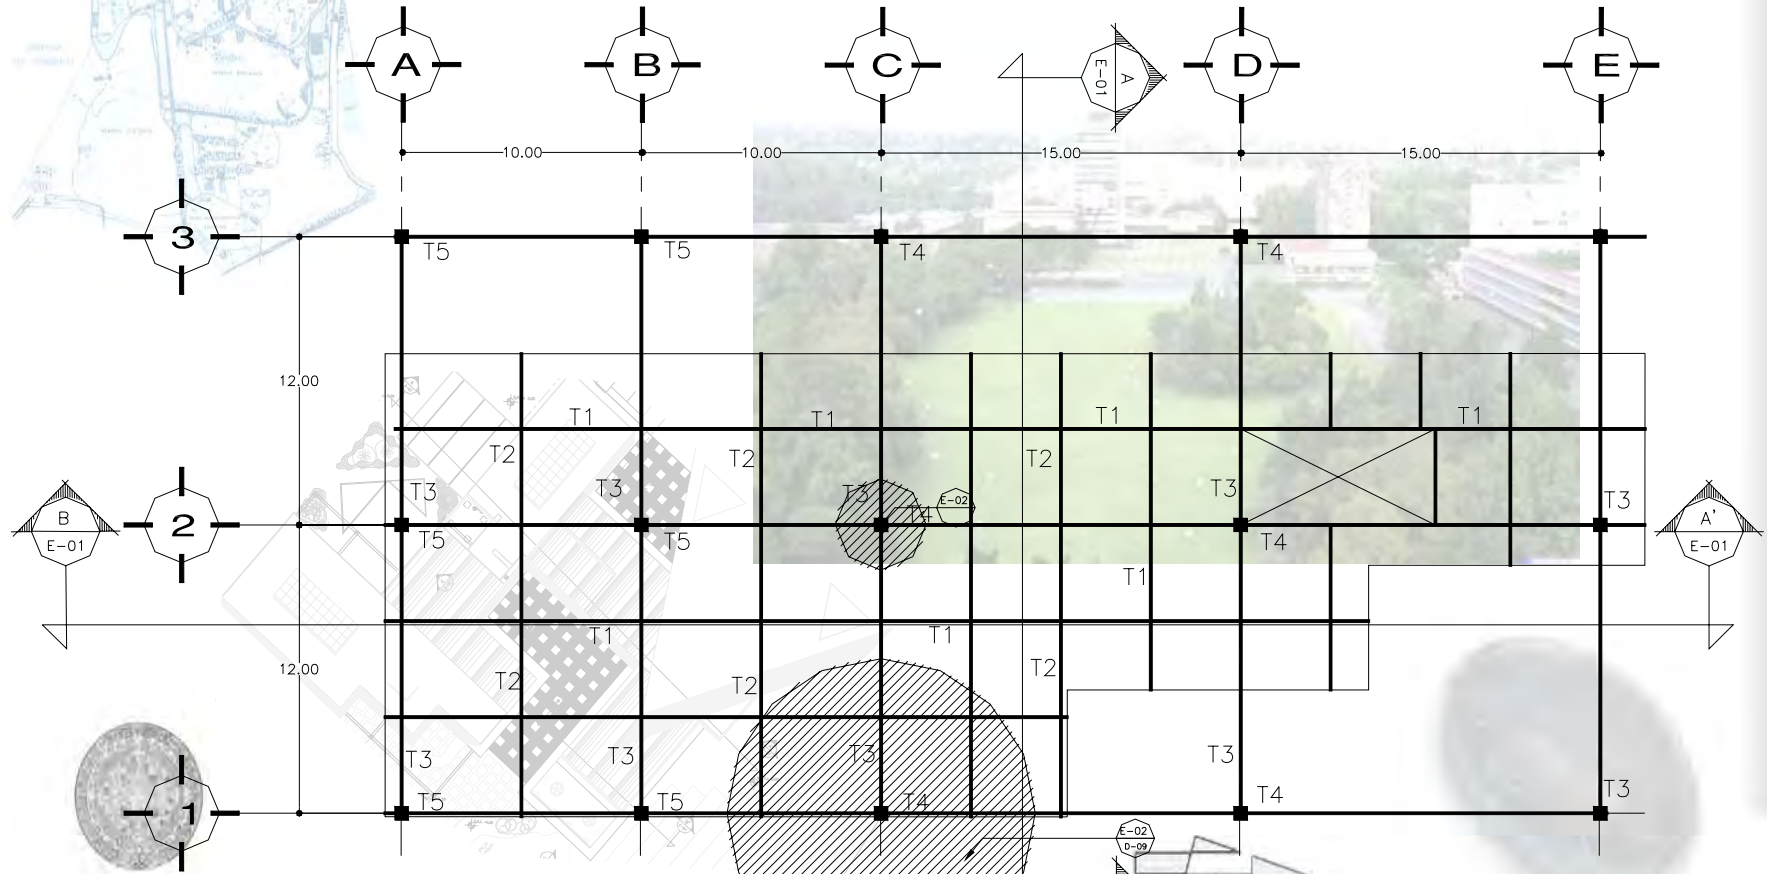 A B C D E
A
E-01
10.00 10.00 15.00 15.00
3
T5 T5 T4 T4
12.00
T1 T1 T1 T1
T2 T2 T2
T3 T3 T3 T3 T3
E-02
T4
B
E-01
2
A'
E-01
T5 T5 T4
T1
T1 T1
12.00
T2 T2 T2
T3 T3 T3 T3
T3
1
T5 T5 T4 T4
E-02
D-09